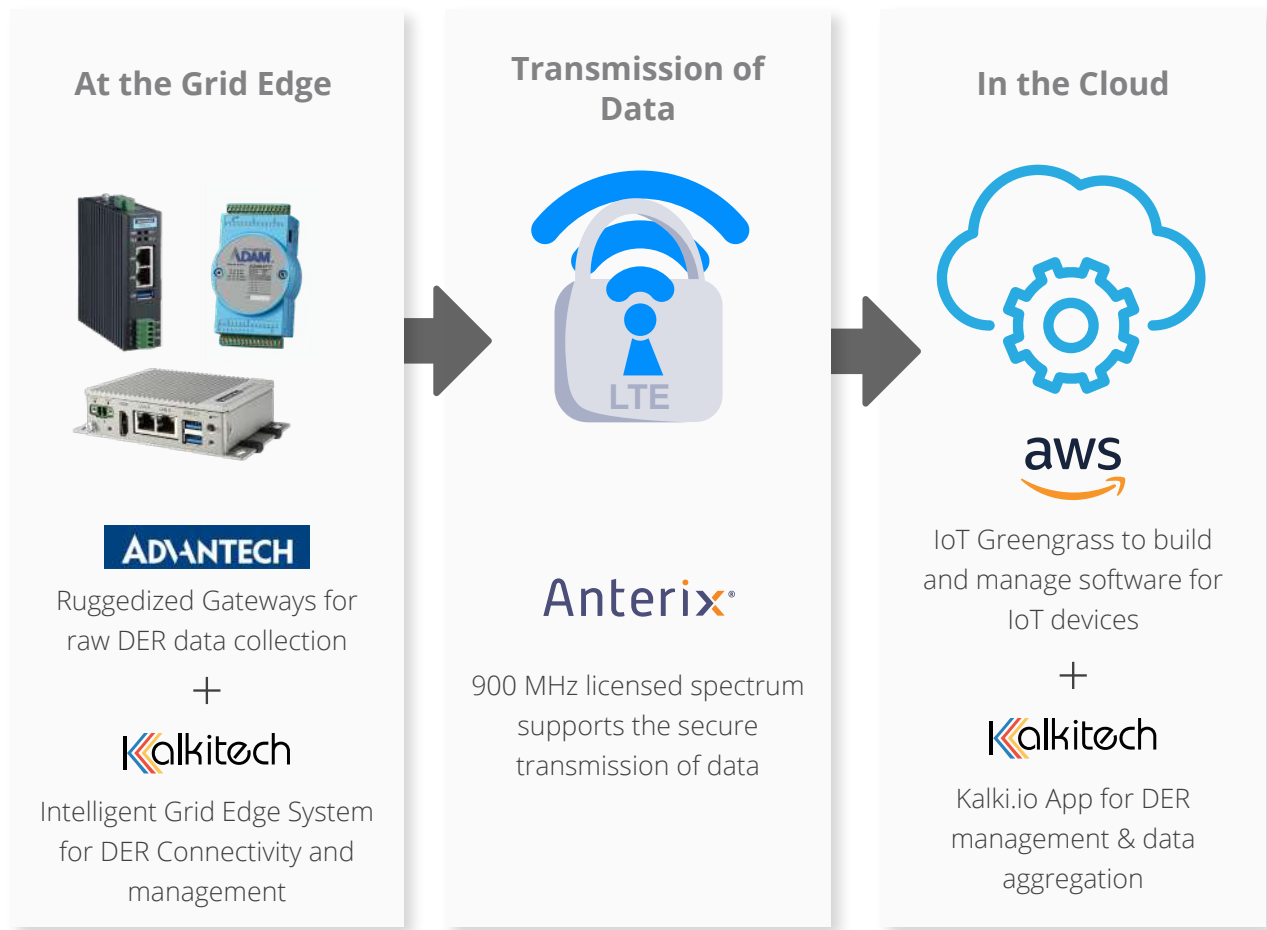 At the Grid Edge
ADAM
ADVANTECH
Ruggedized Gateways for
raw DER data collection
+
Kalkitech
Intelligent Grid Edge System
for DER Connectivity and
management
Transmission of
Data
LTE
Anterix®
900 MHz licensed spectrum
supports the secure
transmission of data
In the Cloud
aws
IoT Greengrass to build
and manage software for
IoT devices
+
Kalkitech
Kalki.io App for DER
management & data
aggregation